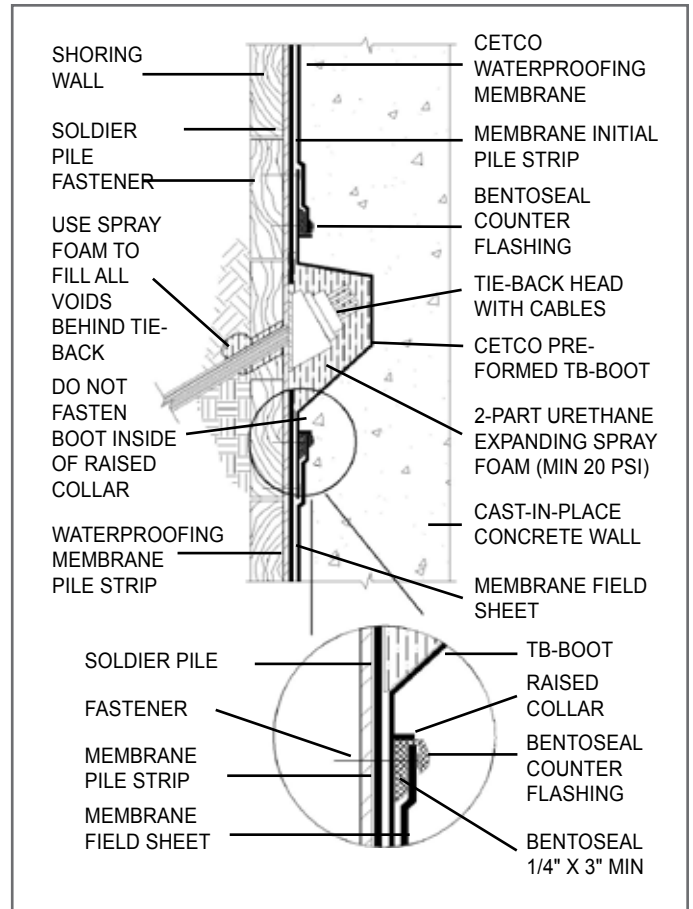 SHORING
WALL
SOLDIER
PILE
FASTENER
USE SPRAY
FOAM TO
FILL ALL
VOIDS
BEHIND TIE-
BACK
DO NOT
FASTEN
BOOT INSIDE
OF RAISED
COLLAR
WATERPROOFING
MEMBRANE
PILE STRIP
CETCO
WATERPROOFING
MEMBRANE
MEMBRANE INITIAL
PILE STRIP
BENTOSEAL
COUNTER
FLASHING
TIE-BACK HEAD
WITH CABLES
CETCO PRE-
FORMED TB-BOOT
2-PART URETHANE
EXPANDING SPRAY
FOAM (MIN 20 PSI)
CAST-IN-PLACE
CONCRETE WALL
MEMBRANE FIELD
SHEET
SOLDIER PILE
FASTENER
MEMBRANE
PILE STRIP
MEMBRANE
FIELD SHEET
TB-BOOT
RAISED
COLLAR
BENTOSEAL
COUNTER
FLASHING
BENTOSEAL
1/4" X 3" MIN